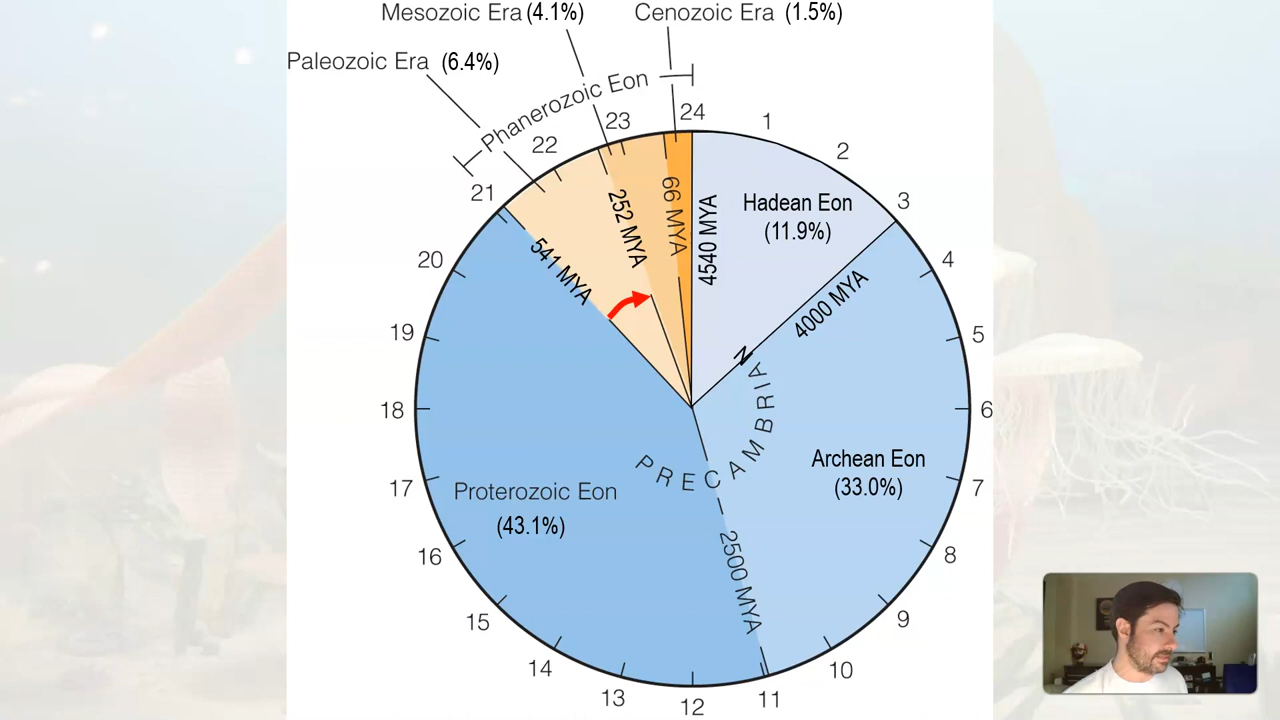 Mesozoic Era (4.1%)
Cenozoic Era (1.5%)
Paleozoic Era (6.4%)
Phanerozoic Eon
24
1
2
3
4
5
6
7
8
9
10
11
12
13
14
15
16
17
18
19
20
21
22
23
541 MYA
252 MYA
66 MYA
4540 MYA
Hadean Eon
(11.9%)
4000 MYA
PRECAMBRIAN
Archean Eon
(33.0%)
Proterozoic Eon
(43.1%)
2500 MYA